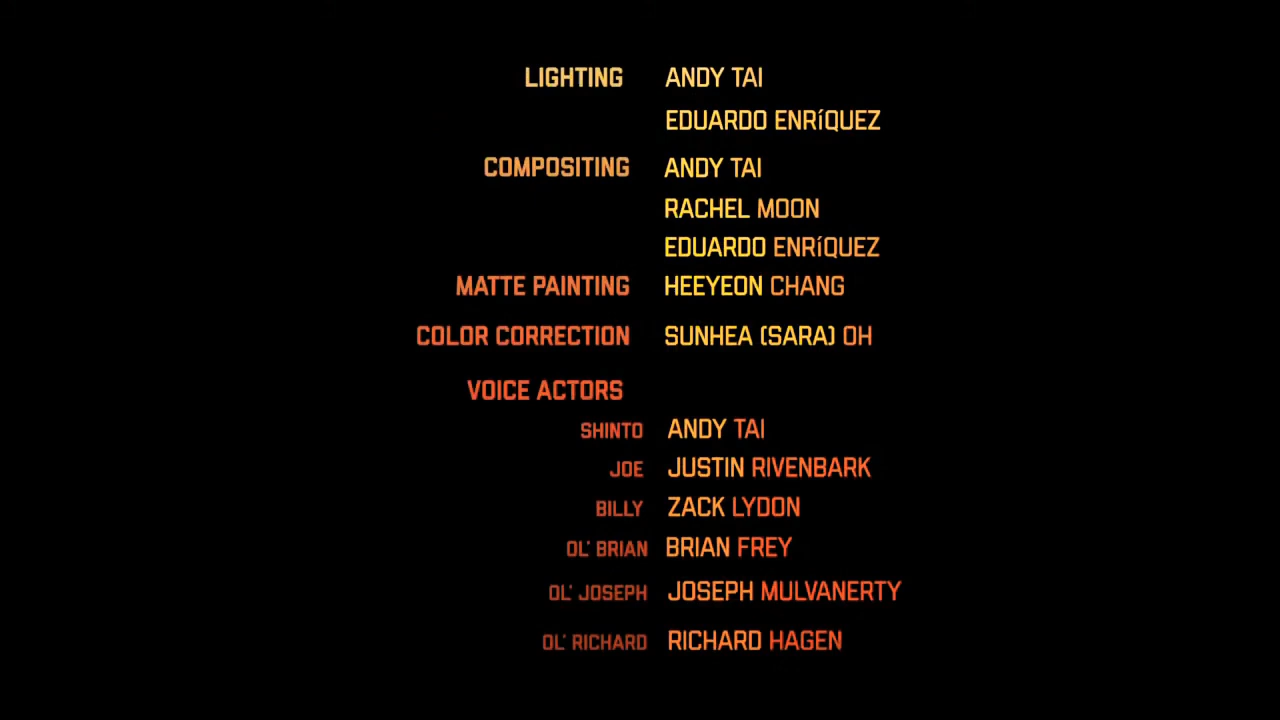 LIGHTING ANDY TAI
EDUARDO ENRíQUEZ
COMPOSITING ANDY TAI
RACHEL MOON
EDUARDO ENRíQUEZ
MATTE PAINTING HEEYEON CHANG
COLOR CORRECTION SUNHEA (SARA) OH
VOICE ACTORS
SHINTO ANDY TAI
JOE JUSTIN RIVENBARK
BILLY ZACK LYDON
OL' BRIAN BRIAN FREY
OL' JOSEPH JOSEPH MULVANERTY
OL' RICHARD RICHARD HAGEN